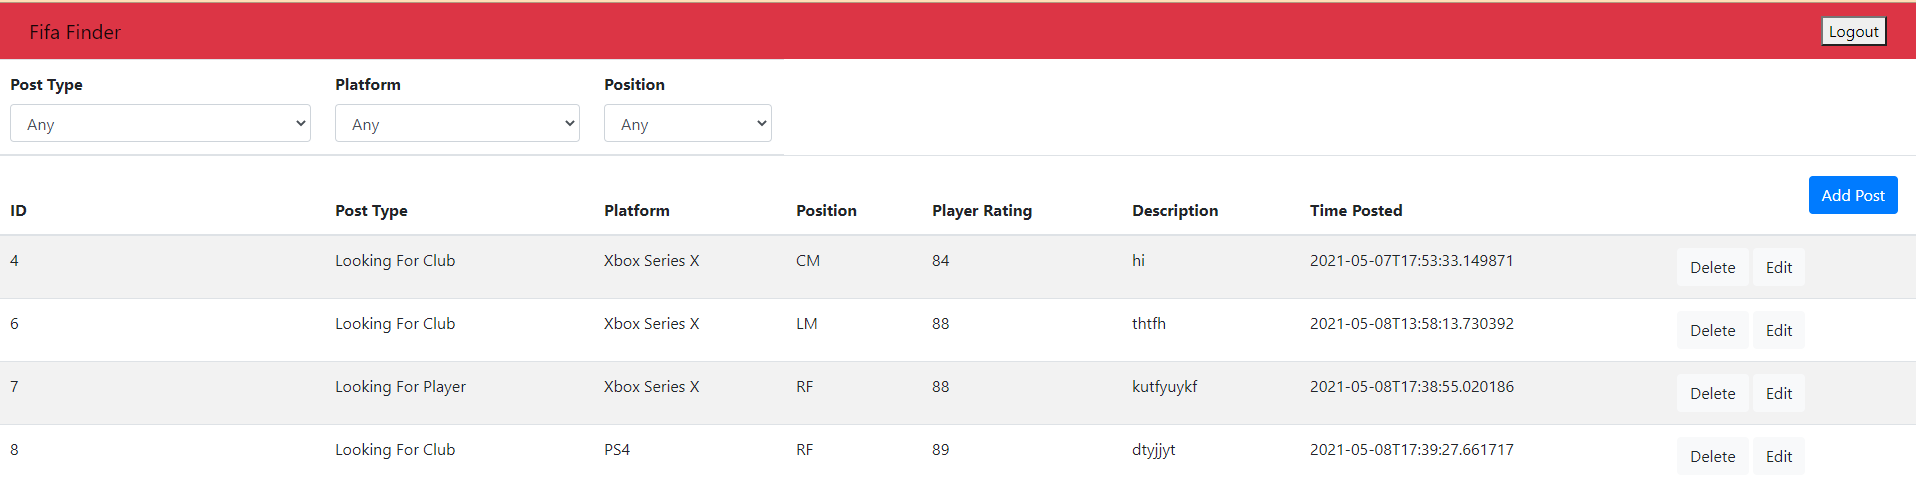 Fifa Finder Logout
Post Type Platform Position
Any Any Any
Add Post
ID Post Type Platform Position Player Rating Description Time Posted
4 Looking For Club Xbox Series X CM 84 hi 2021-05-07T17:53:33.149871 Delete Edit
6 Looking For Club Xbox Series X LM 88 thtfh 2021-05-08T13:58:13.730392 Delete Edit
7 Looking For Player Xbox Series X RF 88 kutfyuykf 2021-05-08T17:38:55.020186 Delete Edit
8 Looking For Club PS4 RF 89 dtyjjyt 2021-05-08T17:39:27.661717 Delete Edit